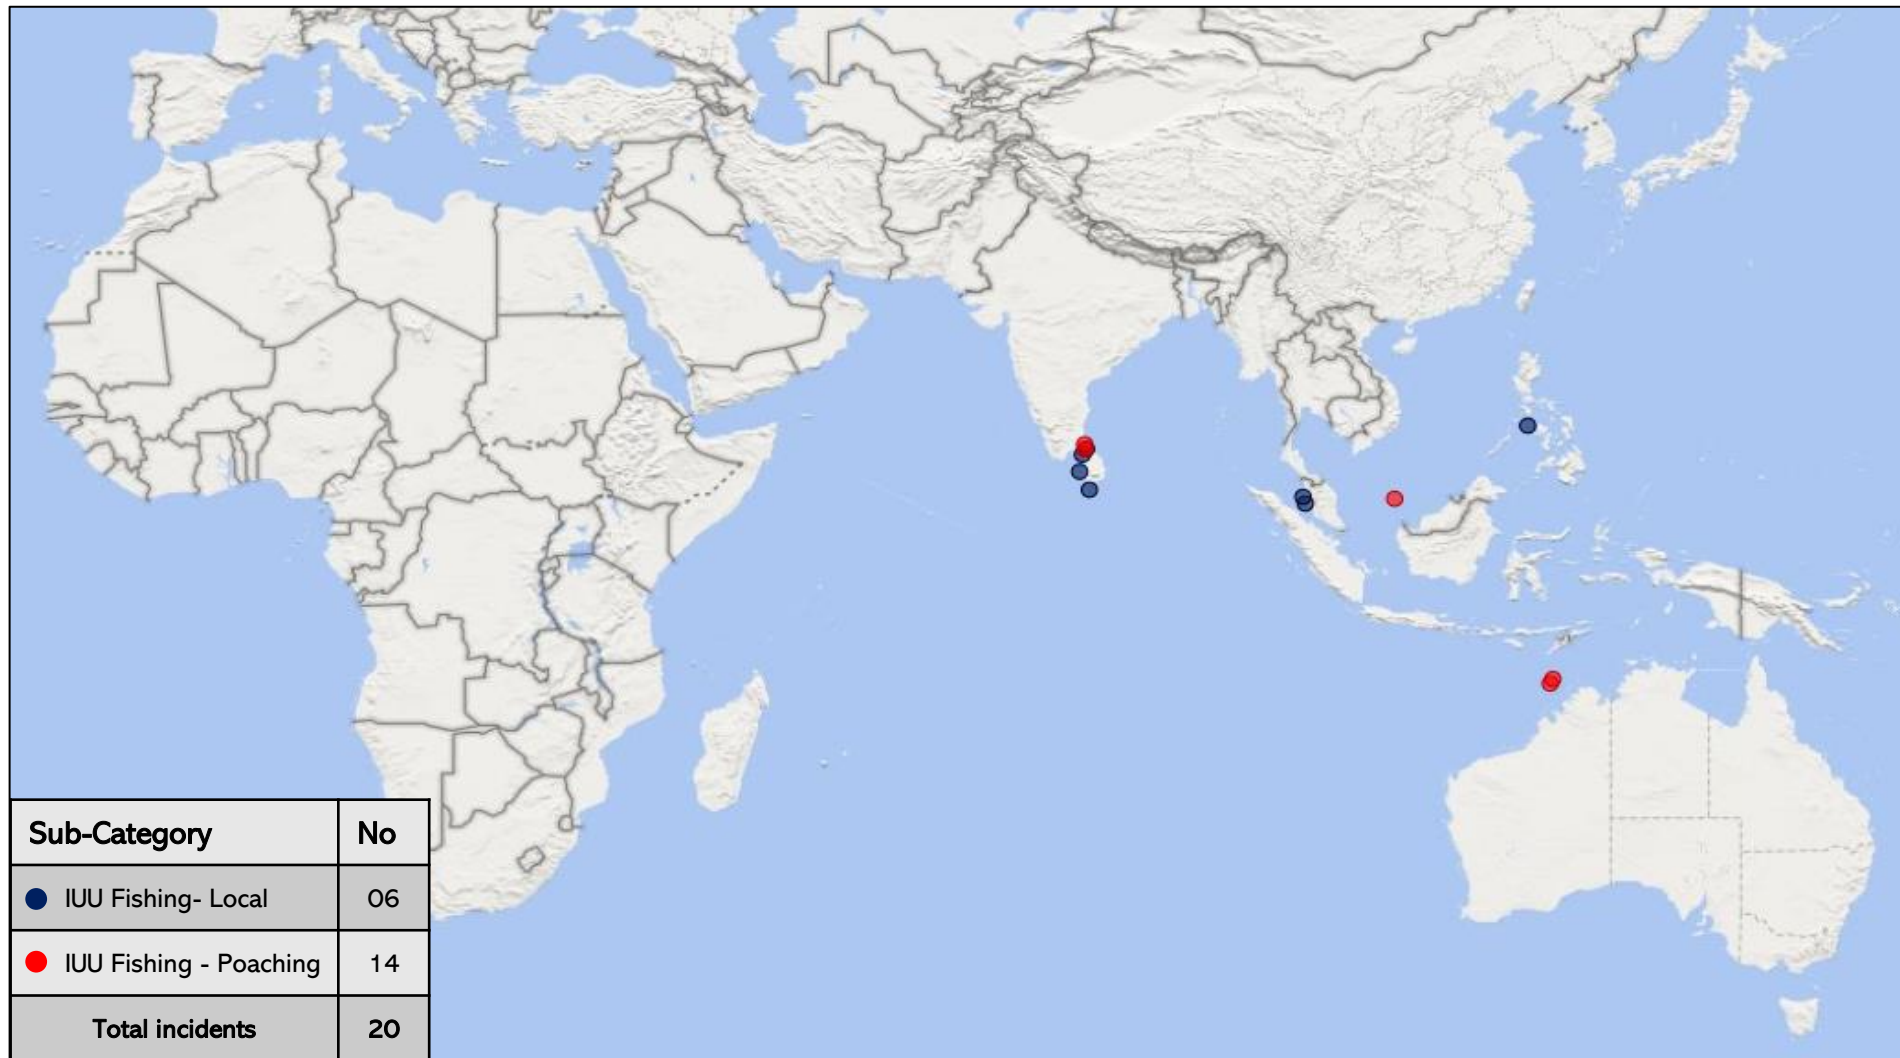 Sub-Category No
IUU Fishing- Local 06
IUU Fishing - Poaching 14
Total incidents 20